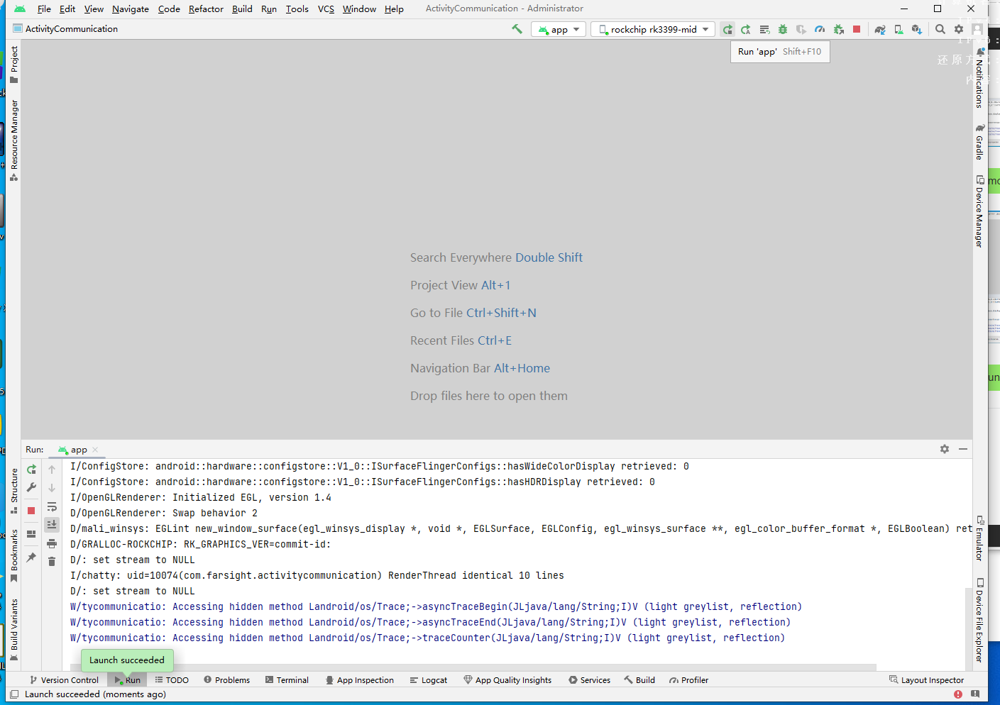 File Edit View Navigate Code Refactor Build Run Tools VCS Window Help ActivityCommunication - Administrator
ActivityCommunication app rockchip rk3399-mid
Run 'app' Shift+F10
IPv6:
还原方式:
内容:
Project
Resource Manager
Structure
Bookmarks
Build Variants
Notifications
Gradle
Device Manager
Emulator
Device File Explorer
Search Everywhere Double Shift
Project View Alt+1
Go to File Ctrl+Shift+N
Recent Files Ctrl+E
Navigation Bar Alt+Home
Drop files here to open them
Run: app
I/ConfigStore: android::hardware::configstore::V1_0::ISurfaceFlingerConfigs::hasWideColorDisplay retrieved: 0
I/ConfigStore: android::hardware::configstore::V1_0::ISurfaceFlingerConfigs::hasHDRDisplay retrieved: 0
I/OpenGLRenderer: Initialized EGL, version 1.4
D/OpenGLRenderer: Swap behavior 2
D/mali_winsys: EGLint new_window_surface(egl_winsys_display *, void *, EGLSurface, EGLConfig, egl_winsys_surface **, egl_color_buffer_format *, EGLBoolean) ret
D/GRALLOC-ROCKCHIP: RK_GRAPHICS_VER=commit-id:
D/: set stream to NULL
I/chatty: uid=10074(com.farsight.activitycommunication) RenderThread identical 10 lines
D/: set stream to NULL
W/tycommunicatio: Accessing hidden method Landroid/os/Trace;->asyncTraceBegin(JLjava/lang/String;I)V (light greylist, reflection)
W/tycommunicatio: Accessing hidden method Landroid/os/Trace;->asyncTraceEnd(JLjava/lang/String;I)V (light greylist, reflection)
W/tycommunicatio: Accessing hidden method Landroid/os/Trace;->traceCounter(JLjava/lang/String;I)V (light greylist, reflection)
Launch succeeded
Version Control Run TODO Problems Terminal App Inspection Logcat App Quality Insights Services Build Profiler Layout Inspector
Launch succeeded (moments ago)